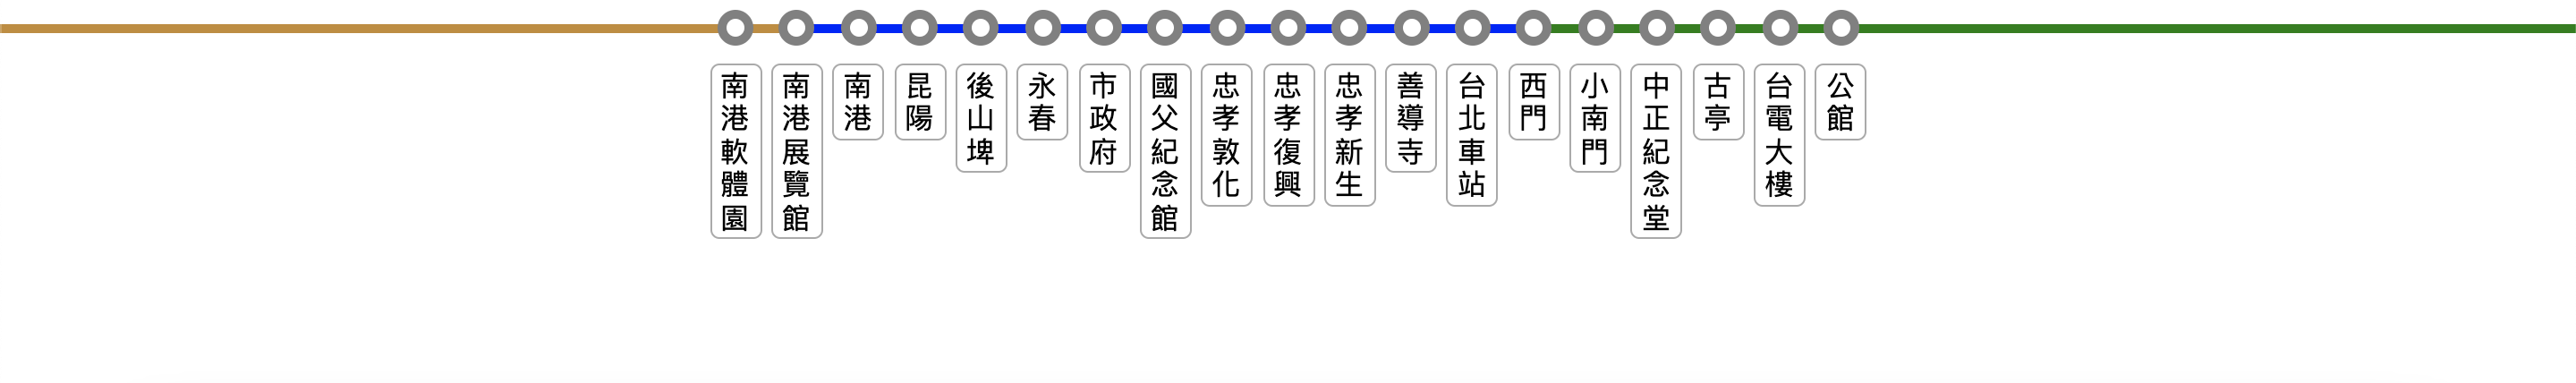 南港軟體園
南港展覽館
南港
昆陽
後山埤
永春
市政府
國父紀念館
忠孝敦化
忠孝復興
忠孝新生
善導寺
台北車站
西門
小南門
中正紀念堂
古亭
台電大樓
公館